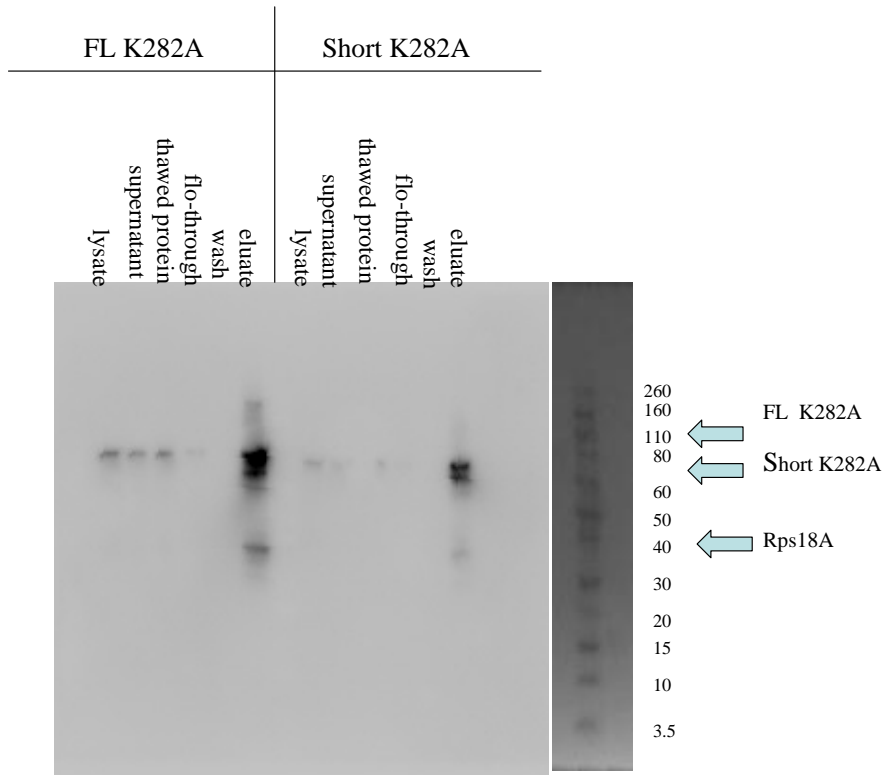 FL K282A
Short K282A
lysate
supernatant
thawed protein
flo-through
wash
eluate
lysate
supernatant
thawed protein
flo-through
wash
eluate
260
160
110
80
60
50
40
30
20
15
10
3.5
FL K282A
Short K282A
Rps18A